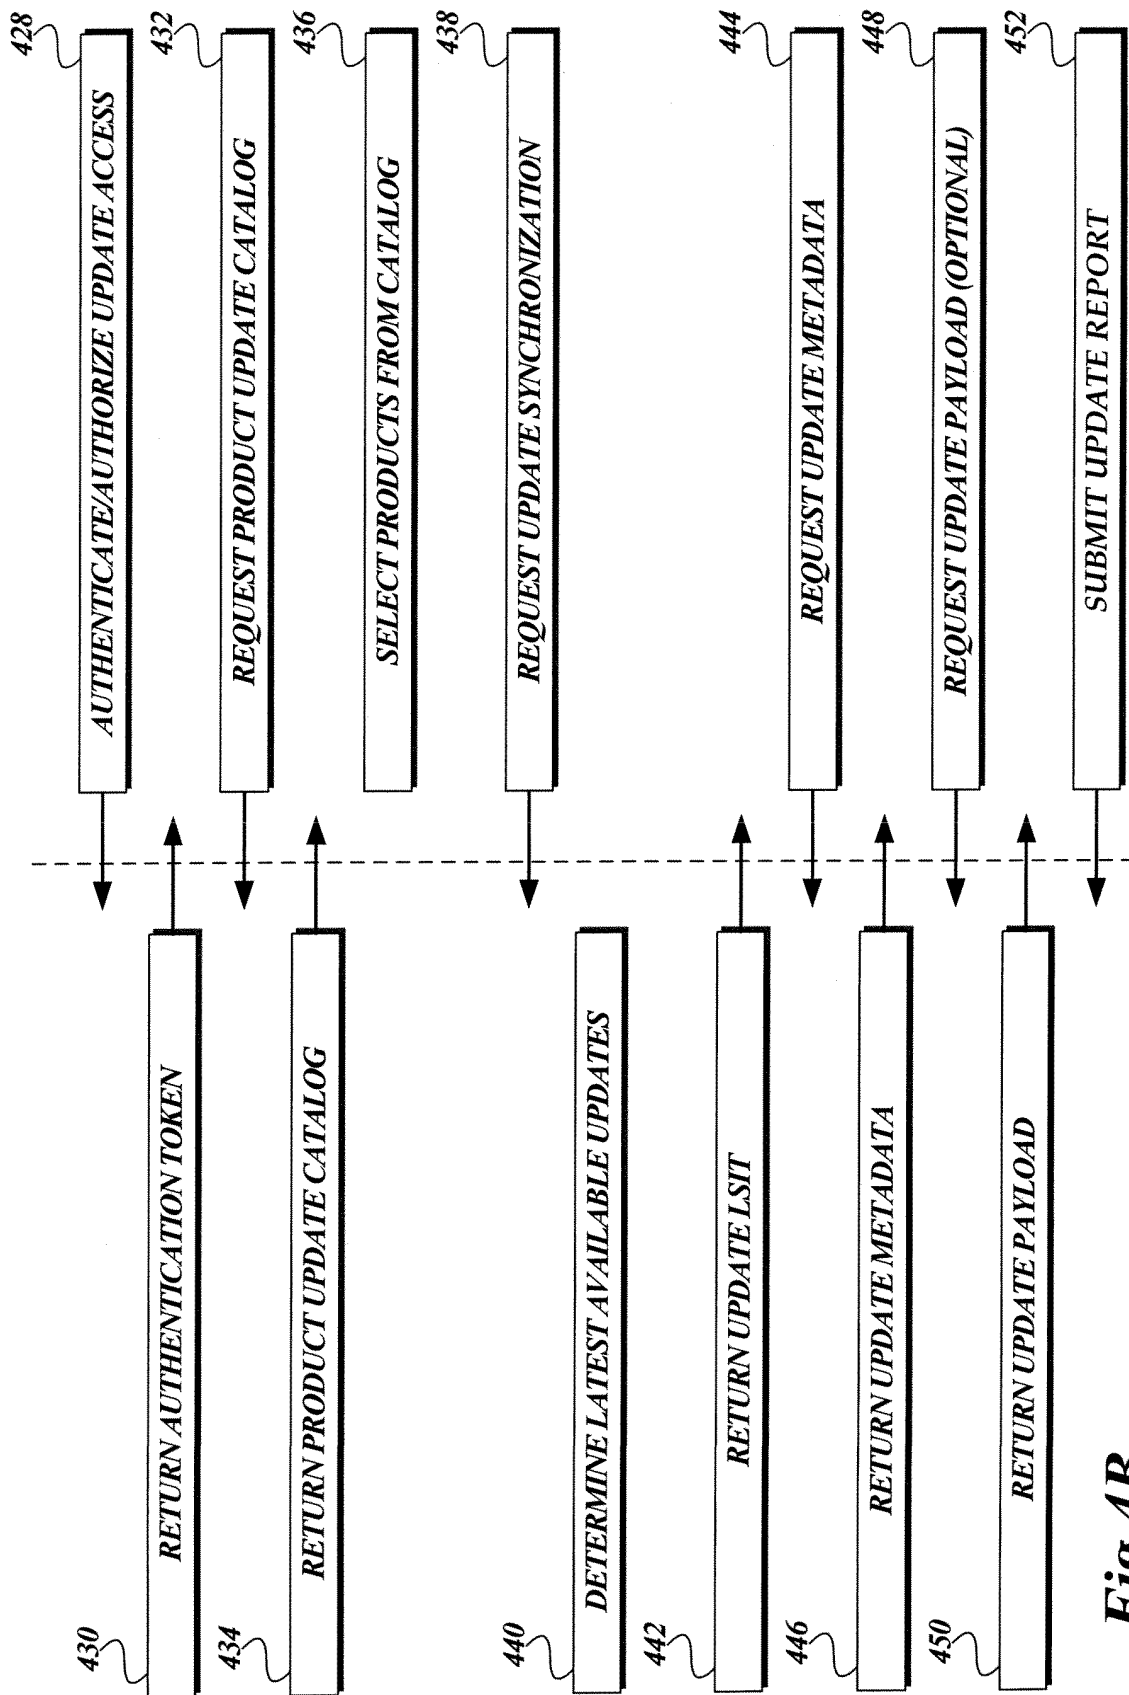 428
AUTHENTICATE/AUTHORIZE UPDATE ACCESS
430
RETURN AUTHENTICATION TOKEN
432
REQUEST PRODUCT UPDATE CATALOG
434
RETURN PRODUCT UPDATE CATALOG
436
SELECT PRODUCTS FROM CATALOG
438
REQUEST UPDATE SYNCHRONIZATION
440
DETERMINE LATEST AVAILABLE UPDATES
442
RETURN UPDATE LSIT
444
REQUEST UPDATE METADATA
446
RETURN UPDATE METADATA
448
REQUEST UPDATE PAYLOAD (OPTIONAL)
450
RETURN UPDATE PAYLOAD
452
SUBMIT UPDATE REPORT
Fig.4B